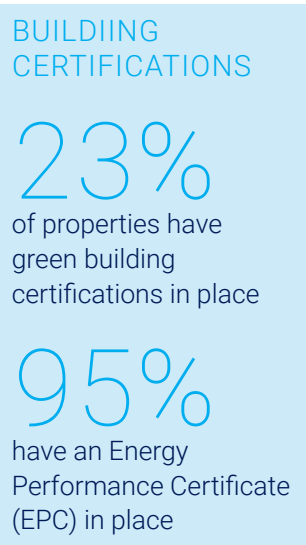 BUILDIING
CERTIFICATIONS
23%
of properties have
green building
certifications in place
95%
have an Energy
Performance Certificate
(EPC) in place